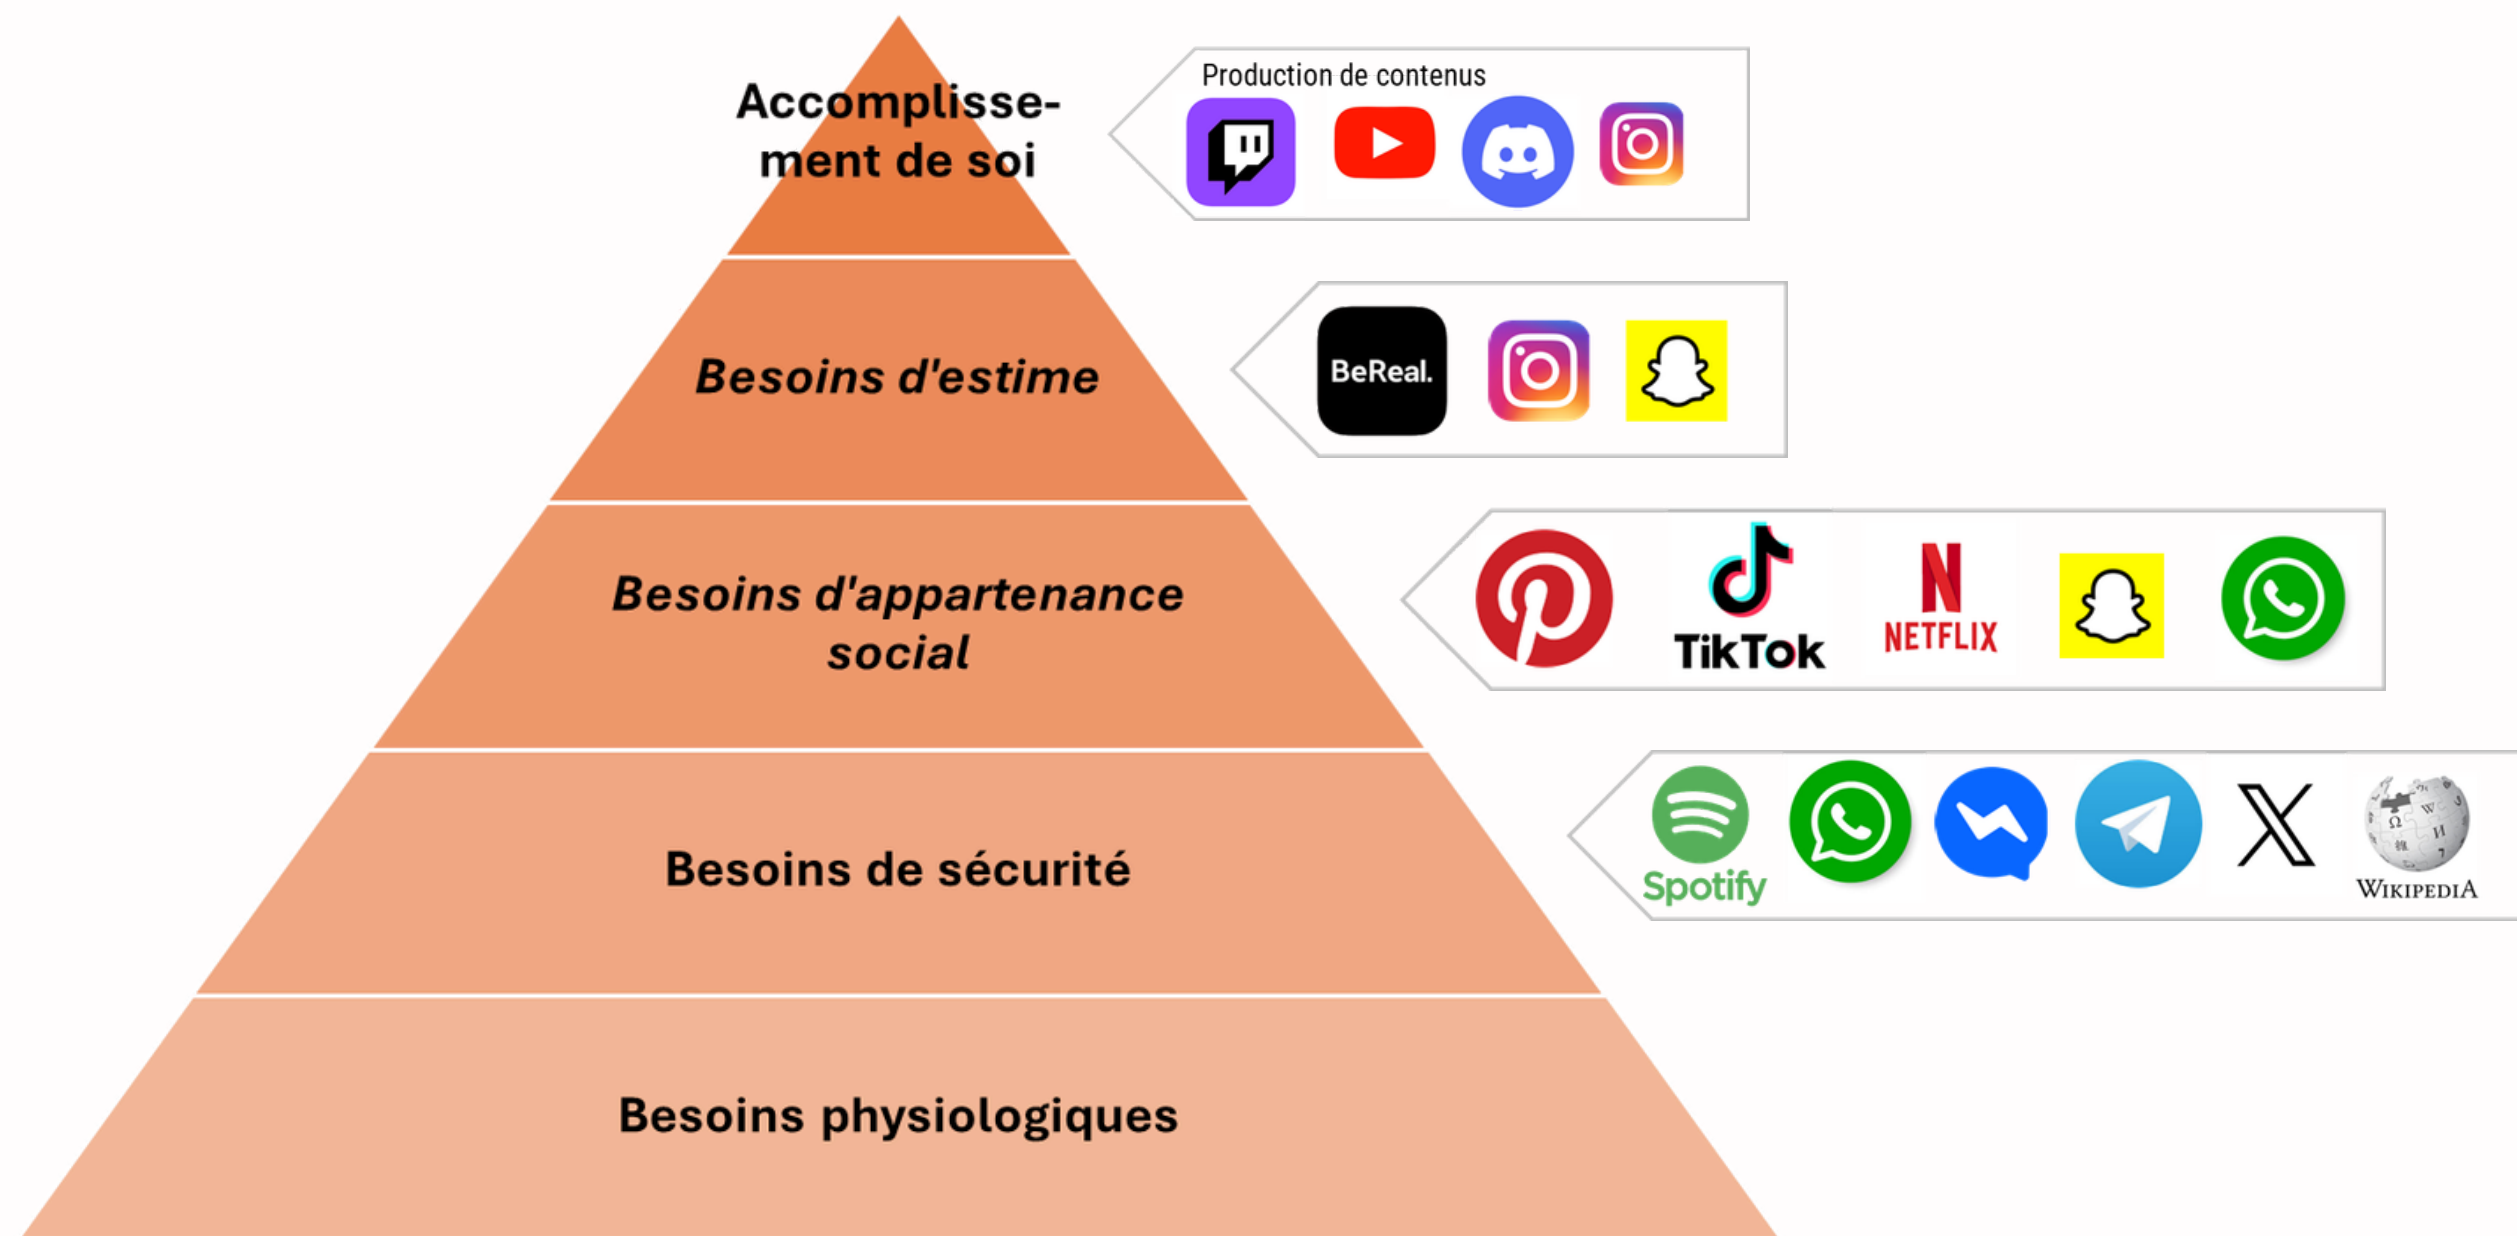 Accomplisse-
ment de soi
Production de contenus
Besoins d'estime
BeReal.
Besoins d'appartenance
social
TikTok
NETFLIX
Besoins de sécurité
Spotify
WIKIPEDIA
Besoins physiologiques